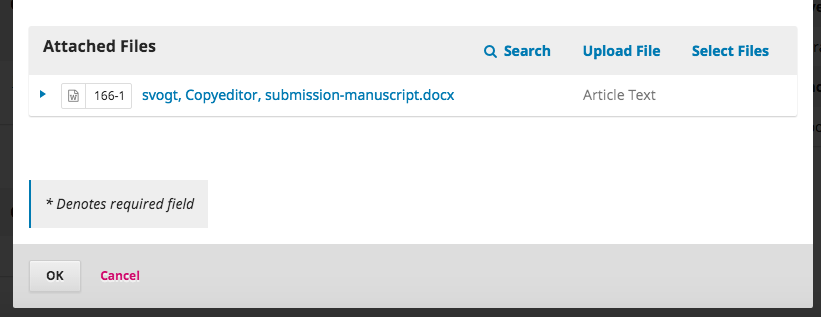 Attached Files
Search Upload File Select Files
166-1 svogt, Copyeditor, submission-manuscript.docx Article Text
* Denotes required field
OK Cancel